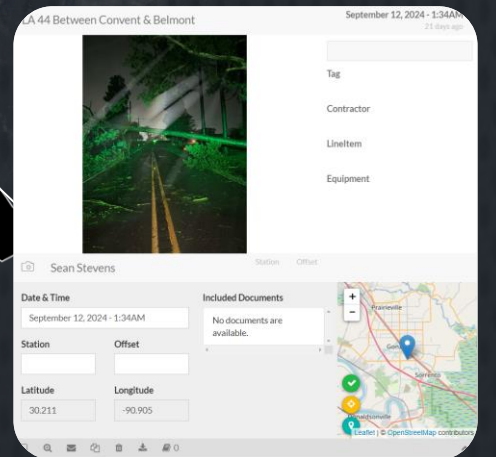 LA 44 Between Convent & Belmont
September 12, 2024 - 1:34AM
21 days ago
Tag
Contractor
LineItem
Equipment
Sean Stevens
Station Offset
Date & Time
September 12, 2024 - 1:34AM
Included Documents
No documents are
available.
Station Offset
Latitude Longitude
30.211 -90.905
+
−
Prairieville
Sorrento
Donaldsonville
Leaflet | © OpenStreetMap contributors
0